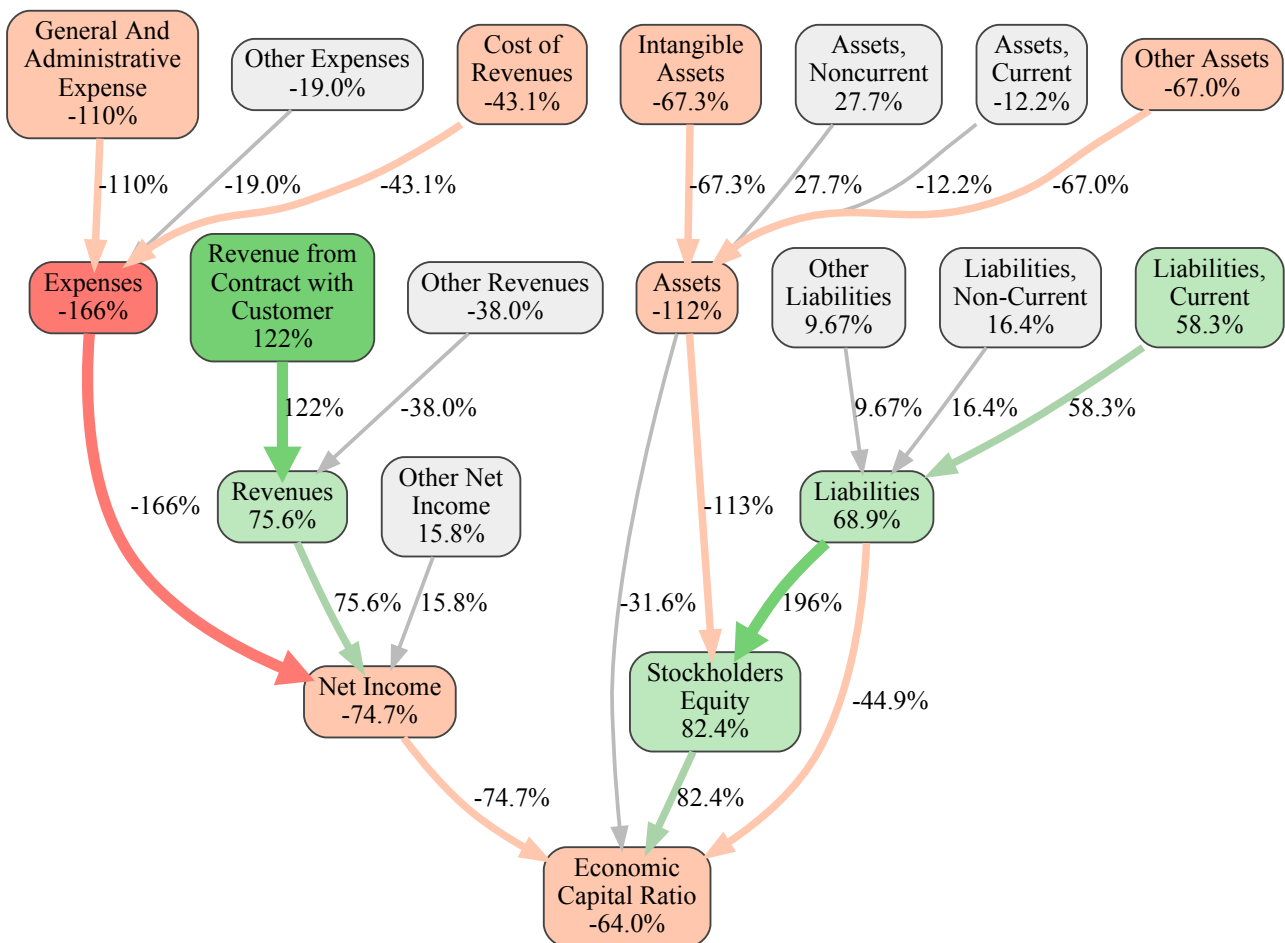 General And
Administrative
Expense
-110%
Other Expenses
-19.0%
Cost of
Revenues
-43.1%
Intangible
Assets
-67.3%
Assets,
Noncurrent
27.7%
Assets,
Current
-12.2%
Other Assets
-67.0%
-110%
-19.0%
-43.1%
-67.3%
27.7%
-12.2%
-67.0%
Expenses
-166%
Revenue from
Contract with
Customer
122%
Other Revenues
-38.0%
Assets
-112%
Other
Liabilities
9.67%
Liabilities,
Non-Current
16.4%
Liabilities,
Current
58.3%
122%
-38.0%
9.67%
16.4%
58.3%
-166%
Revenues
75.6%
Other Net
Income
15.8%
-113%
Liabilities
68.9%
75.6%
15.8%
-31.6%
196%
Net Income
-74.7%
Stockholders
Equity
82.4%
-44.9%
-74.7%
82.4%
Economic
Capital Ratio
-64.0%